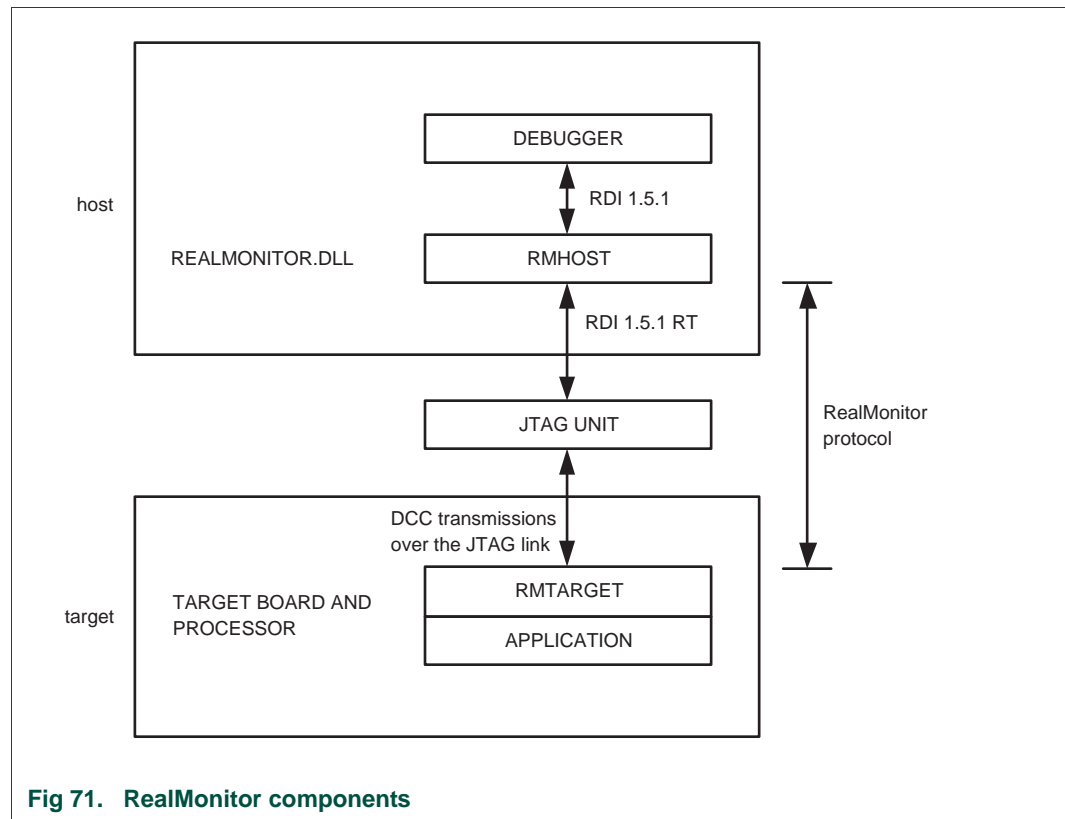 DEBUGGER
RDI 1.5.1
host
REALMONITOR.DLL
RMHOST
RDI 1.5.1 RT
JTAG UNIT
RealMonitor
protocol
DCC transmissions
over the JTAG link
RMTARGET
target
TARGET BOARD AND
PROCESSOR
APPLICATION
Fig 71. RealMonitor components